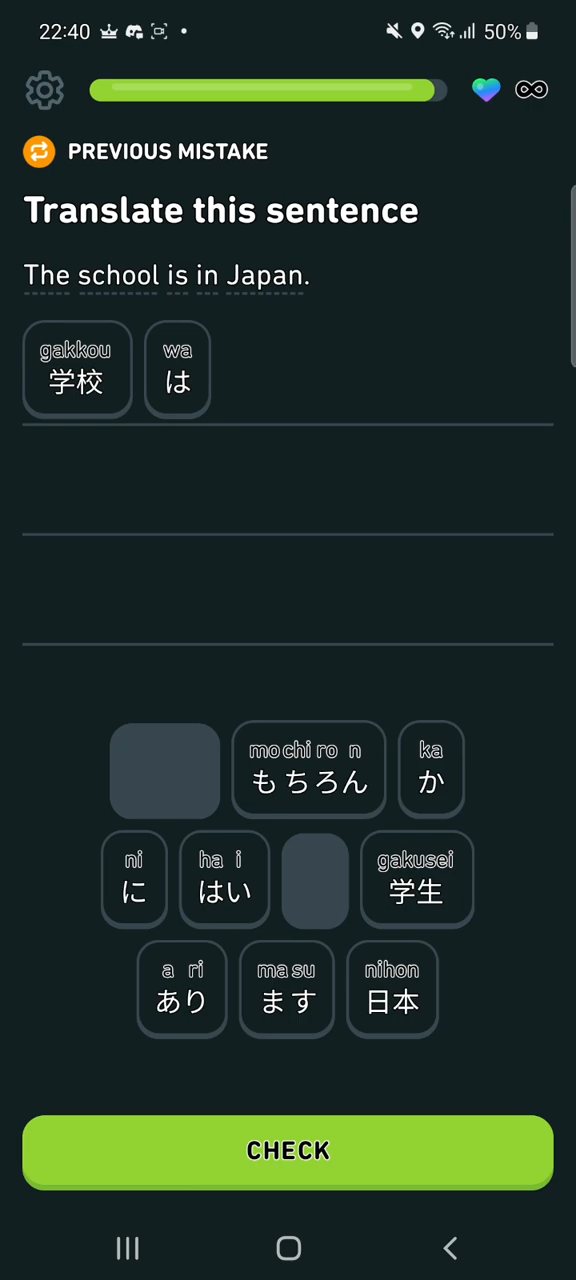 22:40 50%
PREVIOUS MISTAKE
Translate this sentence
The school is in Japan.
gakkou wa
学校 は
mochiron ka
もちろん か
ni hai gakusei
に はい 学生
ari masu nihon
あり ます 日本
CHECK